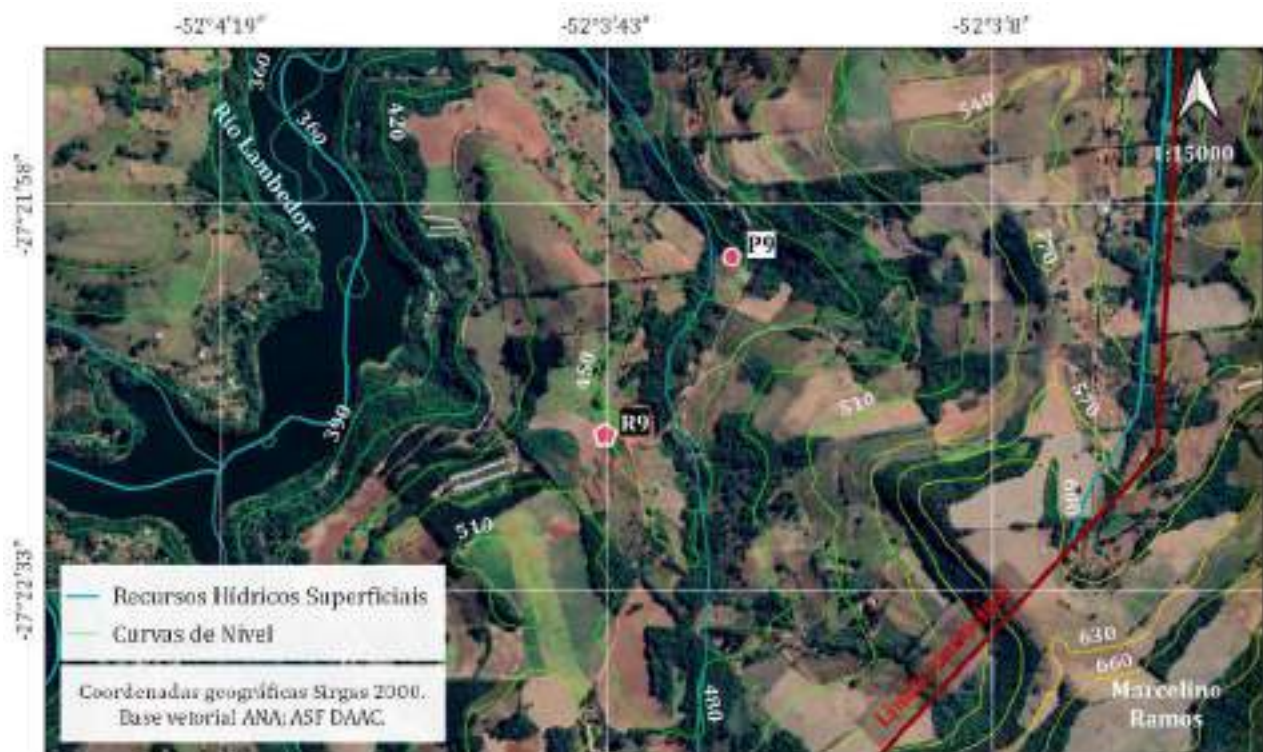 -52°4'19"
-52°3'43"
-52°3'8"
-27°21'58"
-27°22'33"
360
360
Rio Lambedor
420
540
1:15000
P9
770
450
R9
390
510
570
600
510
480
630
660
Marcelino
Ramos
Recursos Hídricos Superficiais
Curvas de Nível
Coordenadas geográficas Sirgas 2000.
Base vetorial ANA; ASF DAAC.